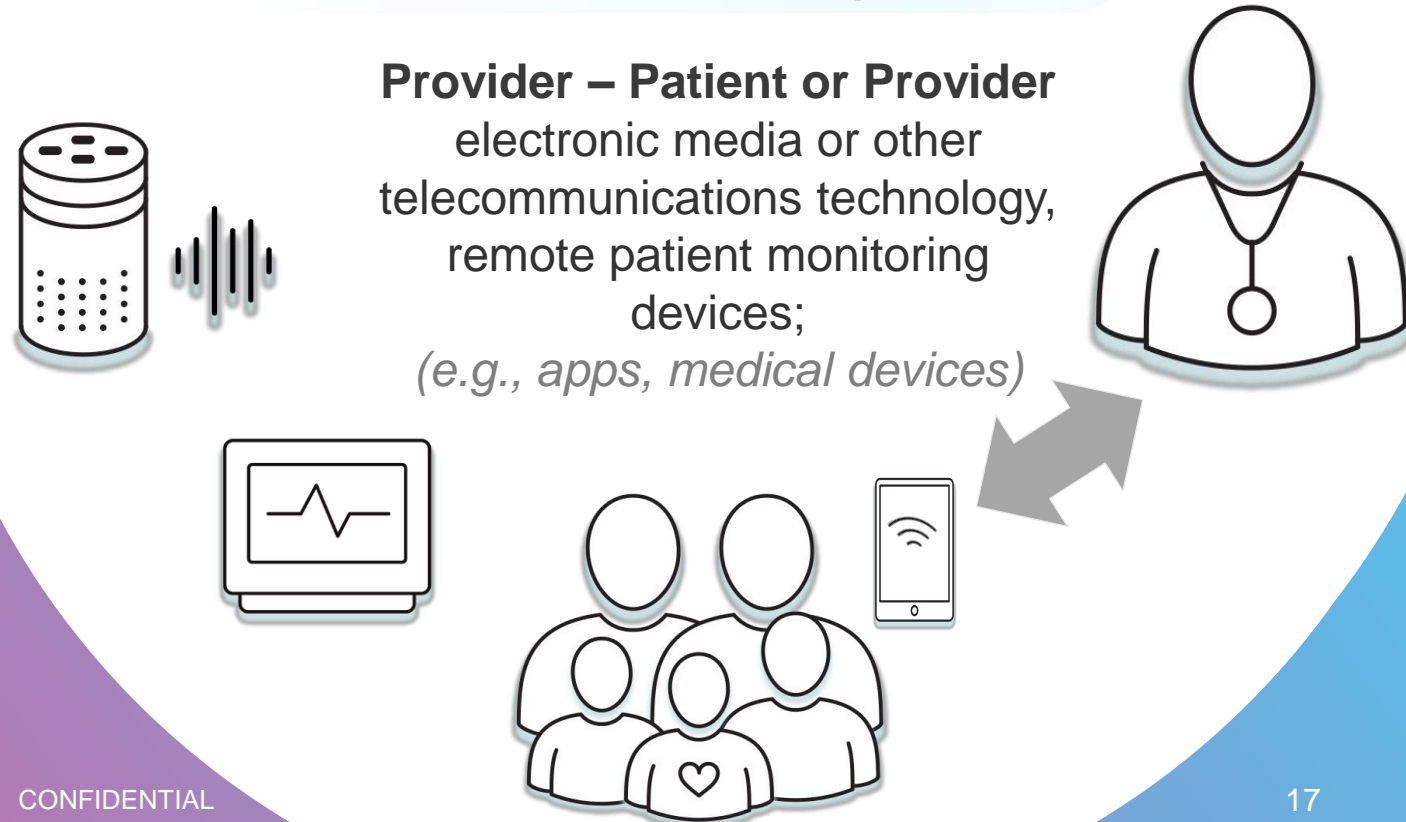 Provider – Patient or Provider
electronic media or other
telecommunications technology,
remote patient monitoring
devices;
(e.g., apps, medical devices)
CONFIDENTIAL
17